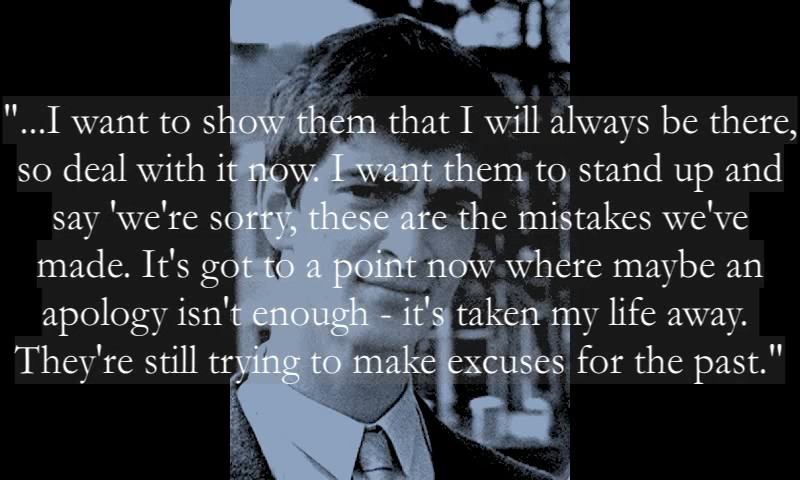 "...I want to show them that I will always be there,
so deal with it now. I want them to stand up and
say 'we're sorry, these are the mistakes we've
made. It's got to a point now where maybe an
apology isn't enough - it's taken my life away.
They're still trying to make excuses for the past."